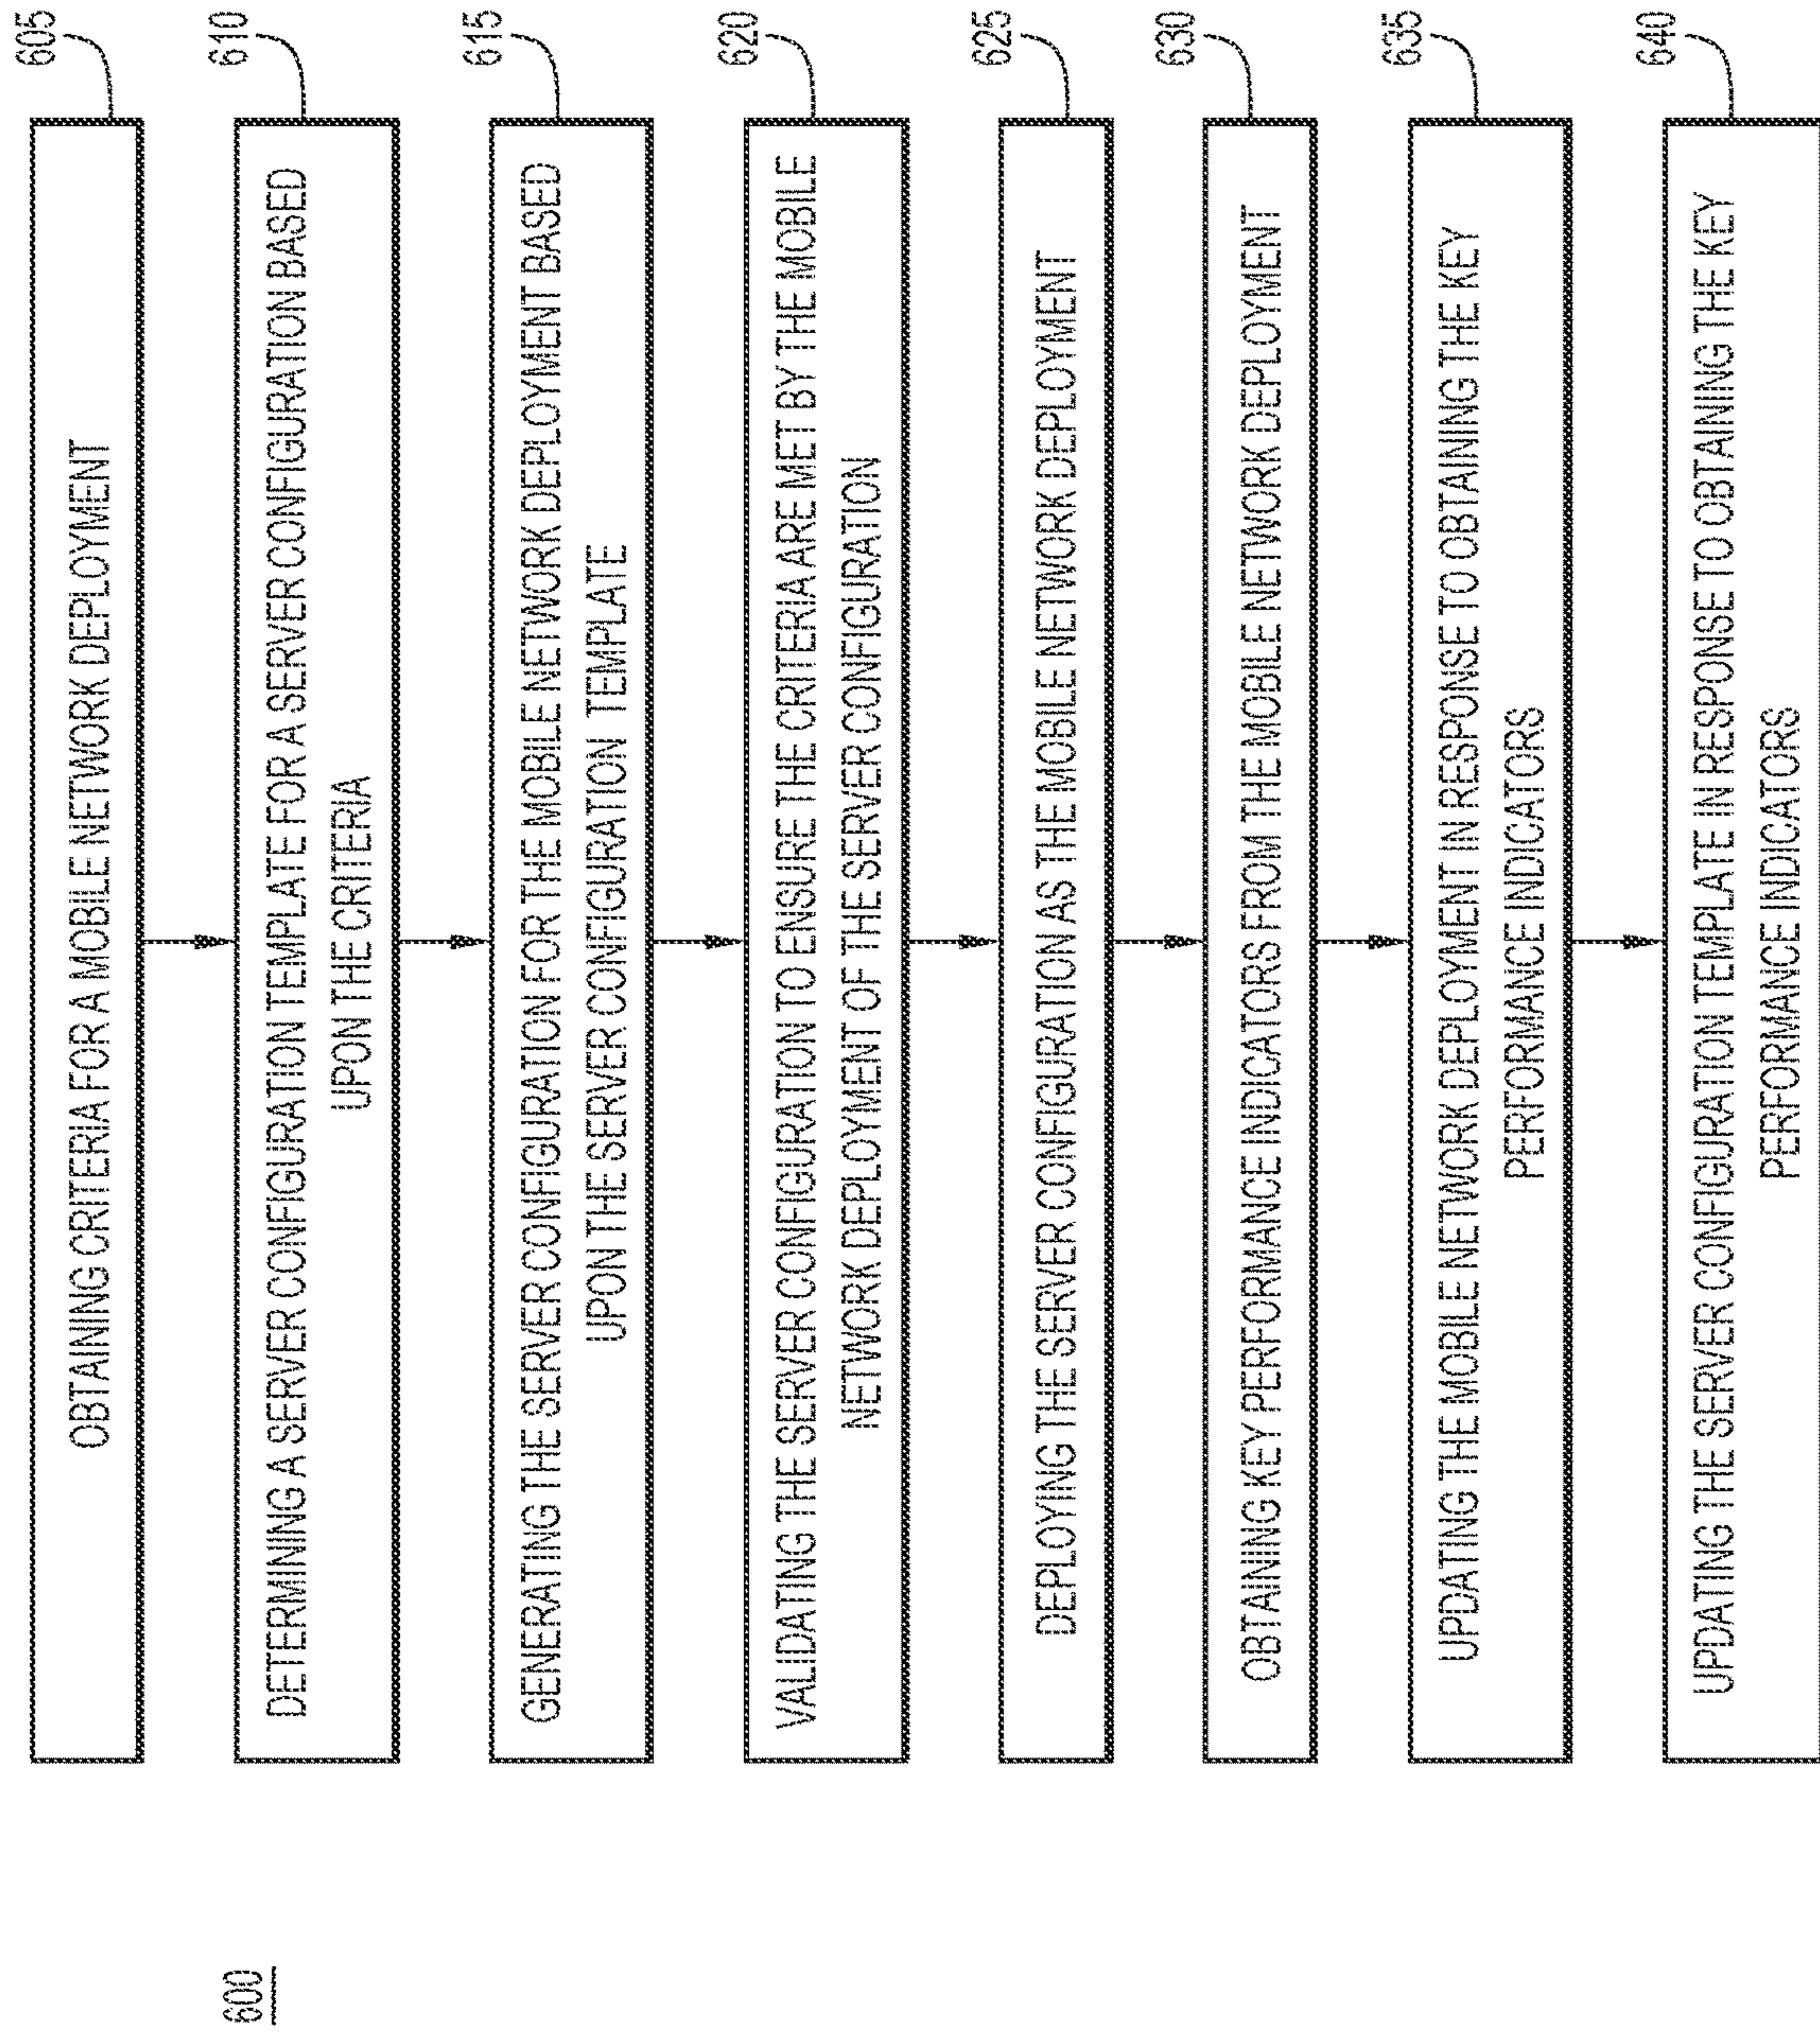 600
605
OBTAINING CRITERIA FOR A MOBILE NETWORK DEPLOYMENT
610
DETERMINING A SERVER CONFIGURATION TEMPLATE FOR A SERVER CONFIGURATION BASED
UPON THE CRITERIA
615
GENERATING THE SERVER CONFIGURATION FOR THE MOBILE NETWORK DEPLOYMENT BASED
UPON THE SERVER CONFIGURATION TEMPLATE
620
VALIDATING THE SERVER CONFIGURATION TO ENSURE THE CRITERIA ARE MET BY THE MOBILE
NETWORK DEPLOYMENT OF THE SERVER CONFIGURATION
625
DEPLOYING THE SERVER CONFIGURATION AS THE MOBILE NETWORK DEPLOYMENT
630
OBTAINING KEY PERFORMANCE INDICATORS FROM THE MOBILE NETWORK DEPLOYMENT
635
UPDATING THE MOBILE NETWORK DEPLOYMENT IN RESPONSE TO OBTAINING THE KEY
PERFORMANCE INDICATORS
640
UPDATING THE SERVER CONFIGURATION TEMPLATE IN RESPONSE TO OBTAINING THE KEY
PERFORMANCE INDICATORS